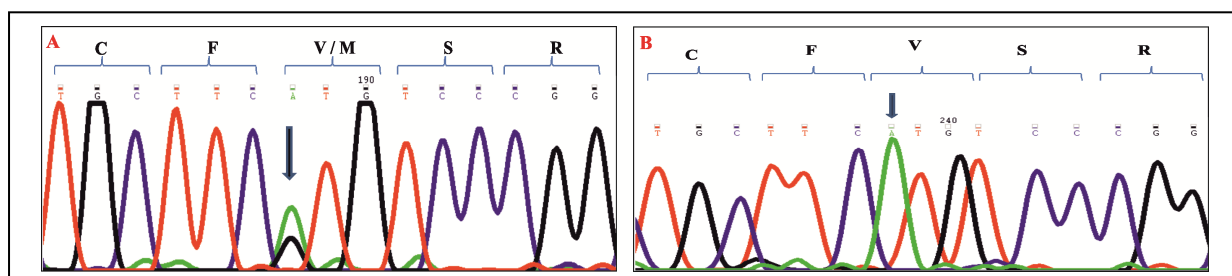 A
C F V / M S R
190
T G C T T C A T G T C C C G G
B
C F V S R
240
T G C T T C A T G T C C C G G